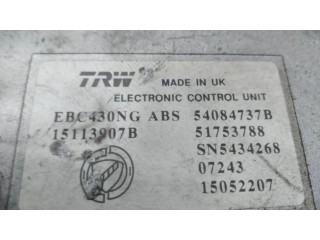 TRW MADE IN UK
ELECTRONIC CONTROL UNIT
EBC430NG ABS 54084737B
15113907B 51753788
SN5434268
07243
15052207